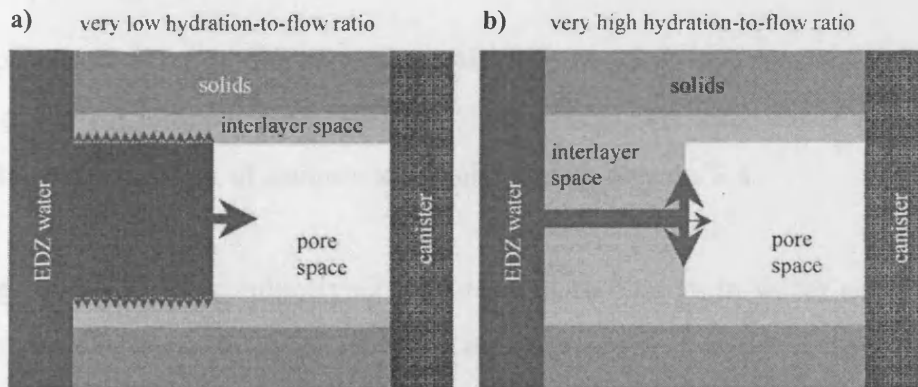 a) very low hydration-to-flow ratio
solids
interlayer space
EDZ water
pore
space
canister
b) very high hydration-to-flow ratio
solids
interlayer
space
EDZ water
pore
space
canister